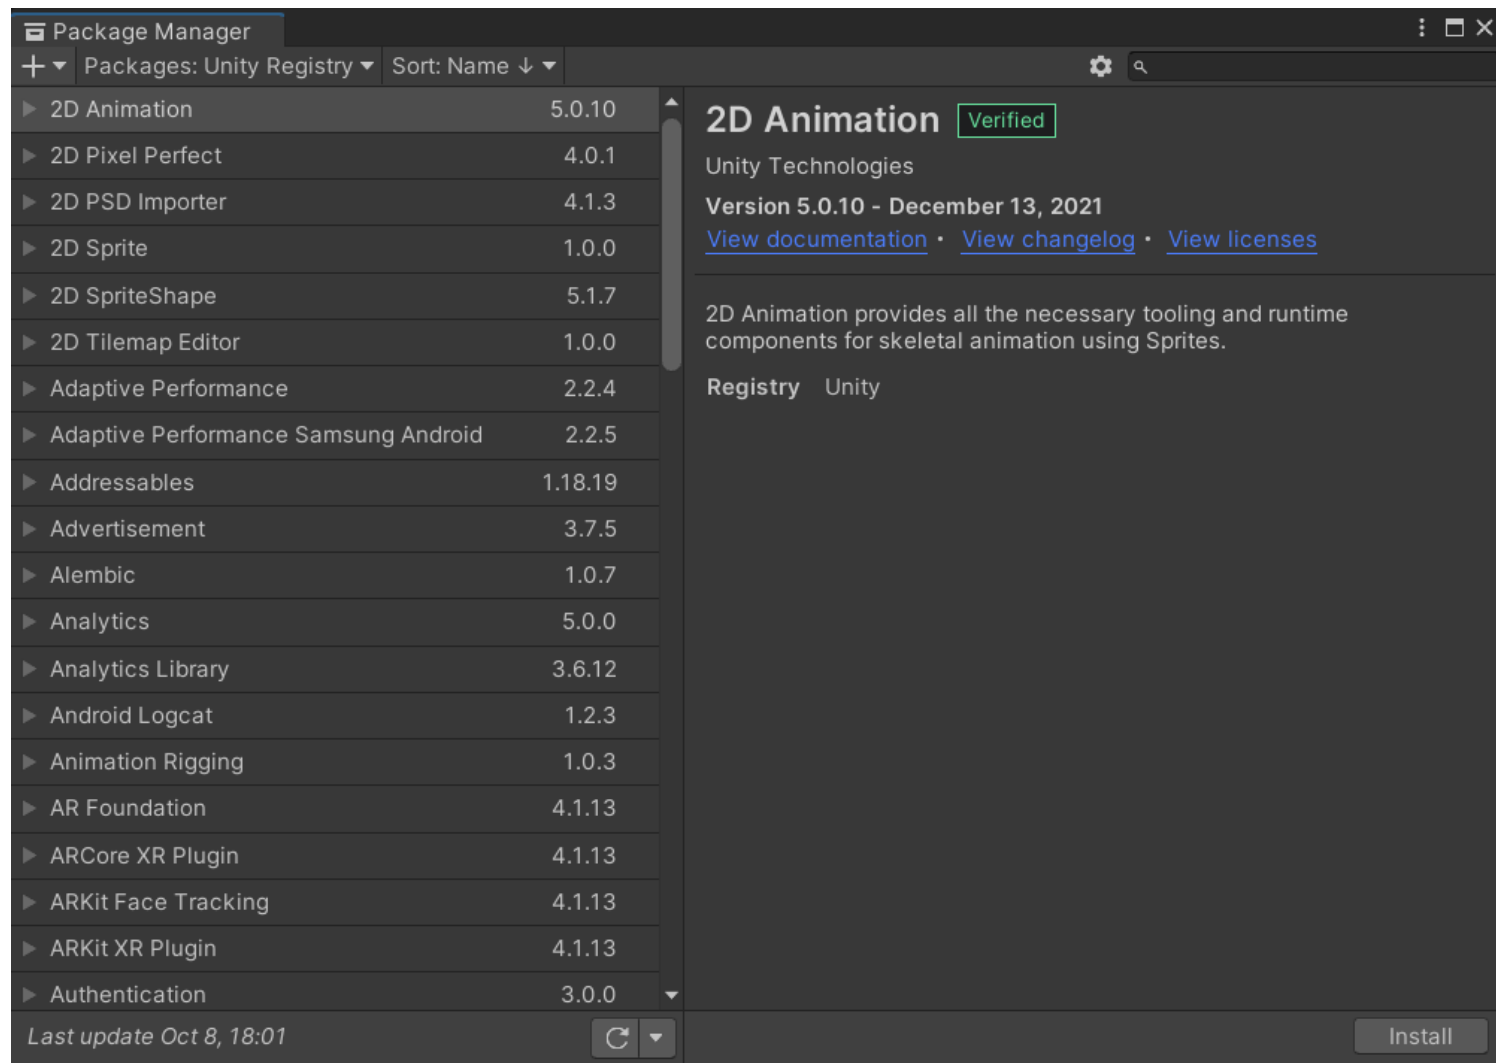 Package Manager
Packages: Unity Registry Sort: Name ↓
2D Animation 5.0.10
2D Pixel Perfect 4.0.1
2D PSD Importer 4.1.3
2D Sprite 1.0.0
2D SpriteShape 5.1.7
2D Tilemap Editor 1.0.0
Adaptive Performance 2.2.4
Adaptive Performance Samsung Android 2.2.5
Addressables 1.18.19
Advertisement 3.7.5
Alembic 1.0.7
Analytics 5.0.0
Analytics Library 3.6.12
Android Logcat 1.2.3
Animation Rigging 1.0.3
AR Foundation 4.1.13
ARCore XR Plugin 4.1.13
ARKit Face Tracking 4.1.13
ARKit XR Plugin 4.1.13
Authentication 3.0.0
Last update Oct 8, 18:01
2D Animation Verified
Unity Technologies
Version 5.0.10 - December 13, 2021
View documentation • View changelog • View licenses
2D Animation provides all the necessary tooling and runtime
components for skeletal animation using Sprites.
Registry Unity
Install